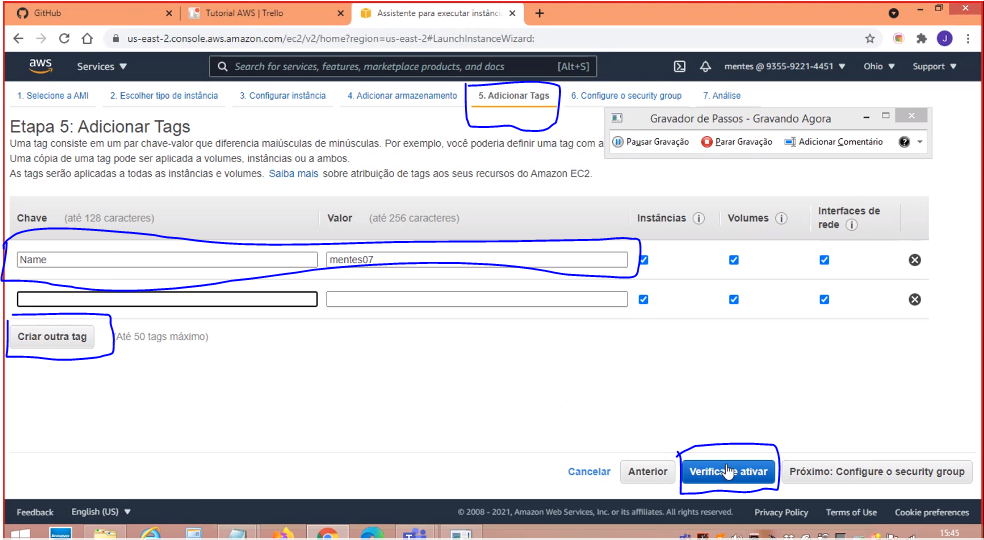 GitHub
Tutorial AWS | Trello
Assistente para executar instânci
us-east-2.console.aws.amazon.com/ec2/v2/home?region=us-east-2#LaunchInstanceWizard:
J
aws
Services
Search for services, features, marketplace products, and docs
[Alt+S]
mentes @ 9355-9221-4451
Ohio
Support
1. Selecione a AMI
2. Escolher tipo de instância
3. Configurar instância
4. Adicionar armazenamento
5. Adicionar Tags
6. Configure o security group
7. Análise
Gravador de Passos - Gravando Agora
Pausar Gravação
Parar Gravação
Adicionar Comentário
Etapa 5: Adicionar Tags
Uma tag consiste em um par chave-valor que diferencia maiúsculas de minúsculas. Por exemplo, você poderia definir uma tag com a
Uma cópia de uma tag pode ser aplicada a volumes, instâncias ou a ambos.
As tags serão aplicadas a todas as instâncias e volumes. Saiba mais sobre atribuição de tags aos seus recursos do Amazon EC2.
Chave (até 128 caracteres)
Valor (até 256 caracteres)
Instâncias
Volumes
Interfaces de
rede
Name
mentes07
Criar outra tag
(Até 50 tags máximo)
Cancelar
Anterior
Verificar e ativar
Próximo: Configure o security group
Feedback
English (US)
© 2008 - 2021, Amazon Web Services, Inc. or its affiliates. All rights reserved.
Privacy Policy
Terms of Use
Cookie preferences
15:45